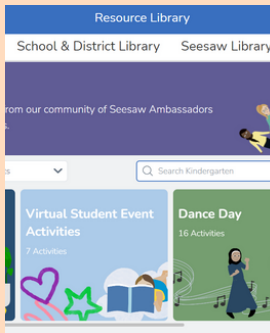 Resource Library
School & District Library Seesaw Library
from our community of Seesaw Ambassadors
Search Kindergarten
Virtual Student Event
Activities
7 Activities
Dance Day
16 Activities